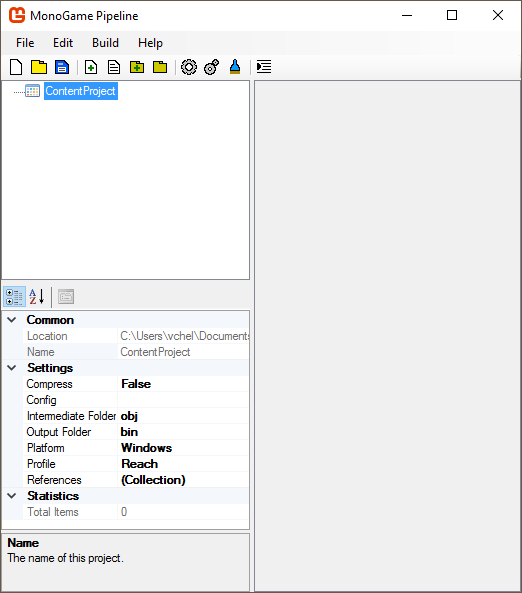 MonoGame Pipeline
File Edit Build Help
ContentProject
A
Z
Common
Location C:\Users\vchel\Documents
Name ContentProject
Settings
Compress False
Config
Intermediate Folder obj
Output Folder bin
Platform Windows
Profile Reach
References (Collection)
Statistics
Total Items 0
Name
The name of this project.